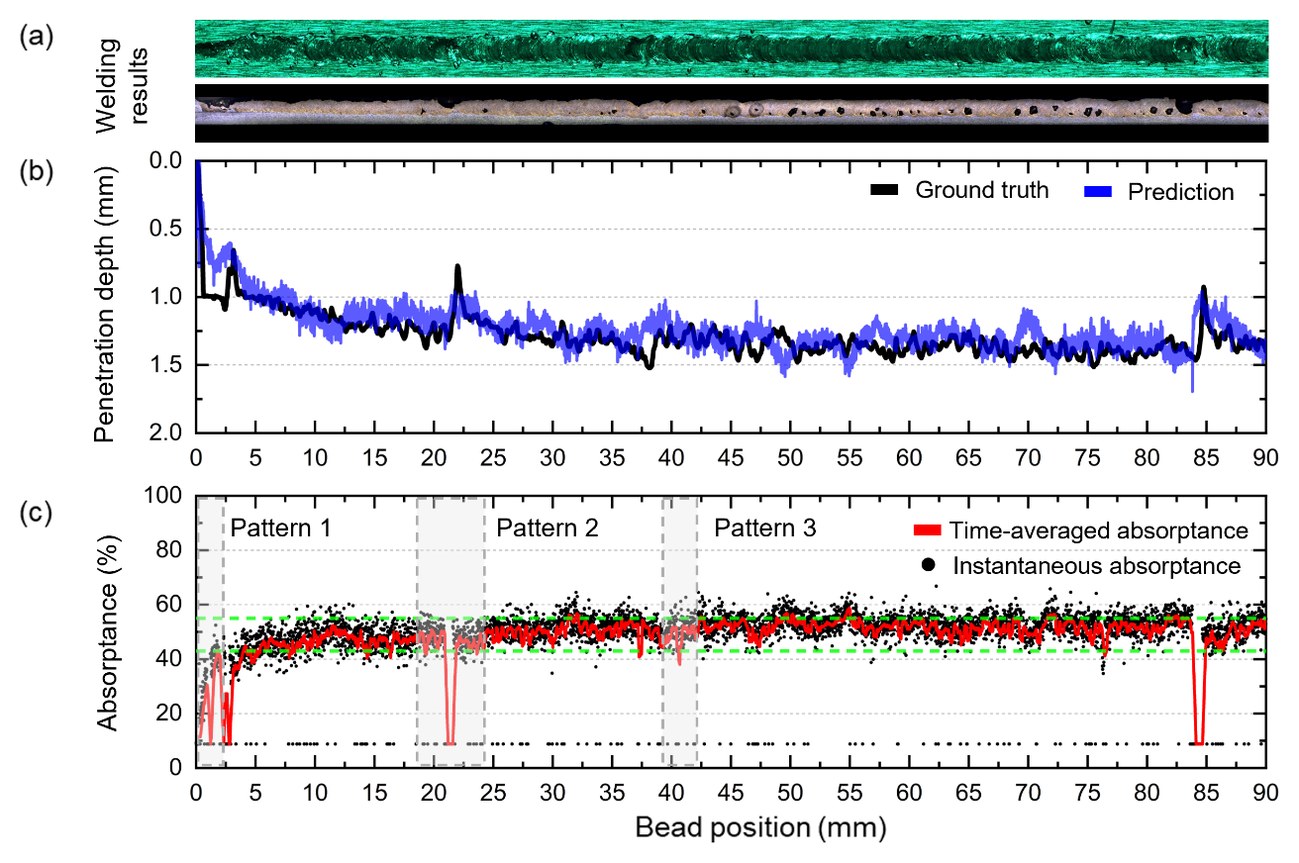 (a)
Welding
results
(b)
Penetration depth (mm)
0.0
0.5
1.0
1.5
2.0
Ground truth
Prediction
0 5 10 15 20 25 30 35 40 45 50 55 60 65 70 75 80 85 90
(c)
Absorptance (%)
100
80
60
40
20
0
Pattern 1
Pattern 2
Pattern 3
Time-averaged absorptance
Instantaneous absorptance
0 5 10 15 20 25 30 35 40 45 50 55 60 65 70 75 80 85 90
Bead position (mm)